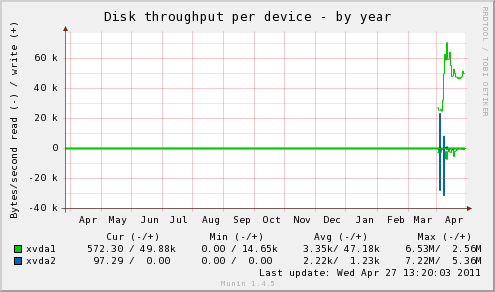 Disk throughput per device - by year
RRDTOOL / TOBI OETIKER
Bytes/second read (-) / write (+)
60 k
40 k
20 k
0
-20 k
-40 k
Apr May Jun Jul Aug Sep Oct Nov Dec Jan Feb Mar Apr
Cur (-/+) Min (-/+) Avg (-/+) Max (-/+)
xvda1 572.30 / 49.88k 0.00 / 14.65k 3.35k/ 47.18k 6.53M/ 2.56M
xvda2 97.29 / 0.00 0.00 / 0.00 2.22k/ 1.23k 7.22M/ 5.36M
Last update: Wed Apr 27 13:20:03 2011
Munin 1.4.5